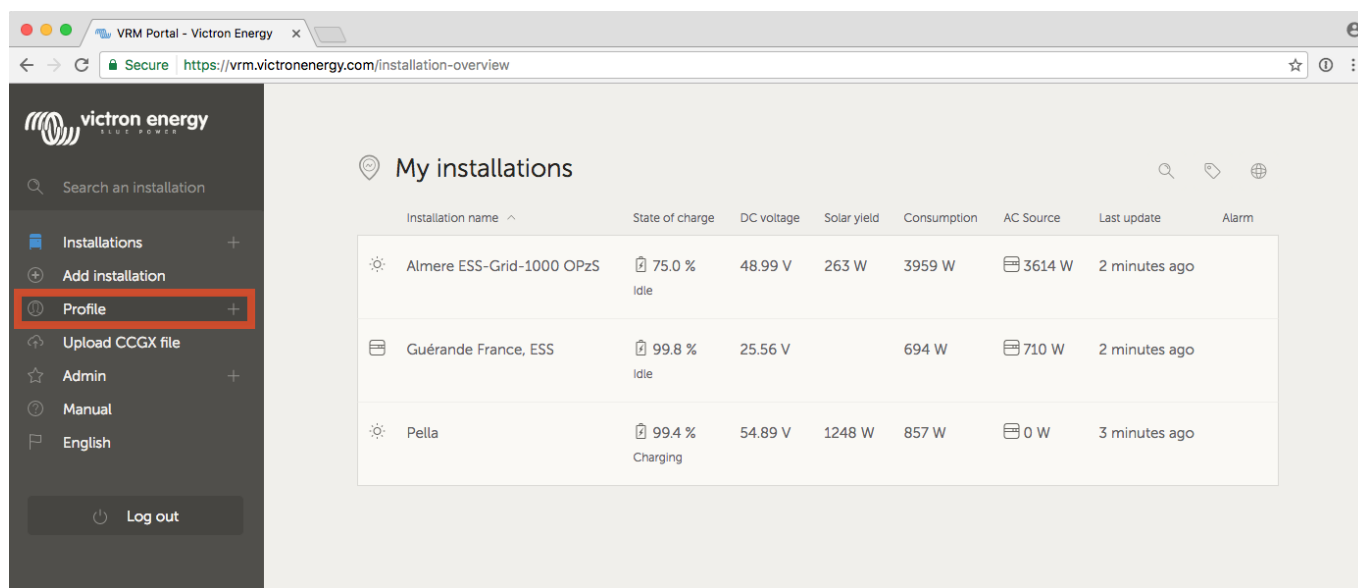 VRM Portal - Victron Energy
Secure https://vrm.victronenergy.com/installation-overview
victron energy
BLUE POWER
Search an installation
Installations
Add installation
Profile
Upload CCGX file
Admin
Manual
English
Log out
My installations
Installation name State of charge DC voltage Solar yield Consumption AC Source Last update Alarm
Almere ESS-Grid-1000 OPzS 75.0 % 48.99 V 263 W 3959 W 3614 W 2 minutes ago
Idle
Guérande France, ESS 99.8 % 25.56 V 694 W 710 W 2 minutes ago
Idle
Pella 99.4 % 54.89 V 1248 W 857 W 0 W 3 minutes ago
Charging